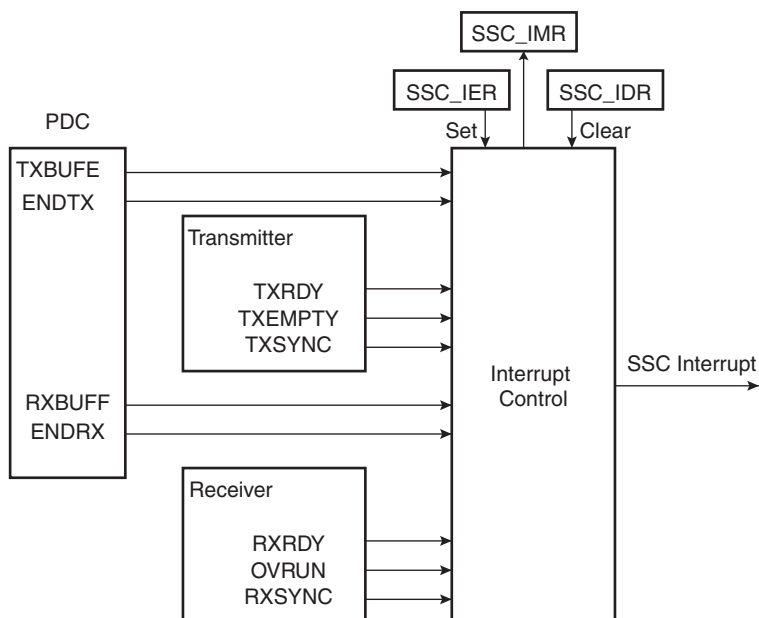 SSC_IMR
SSC_IER
SSC_IDR
PDC
Set
Clear
TXBUFE
ENDTX
Transmitter
TXRDY
TXEMPTY
TXSYNC
SSC Interrupt
Interrupt
Control
RXBUFF
ENDRX
Receiver
RXRDY
OVRUN
RXSYNC